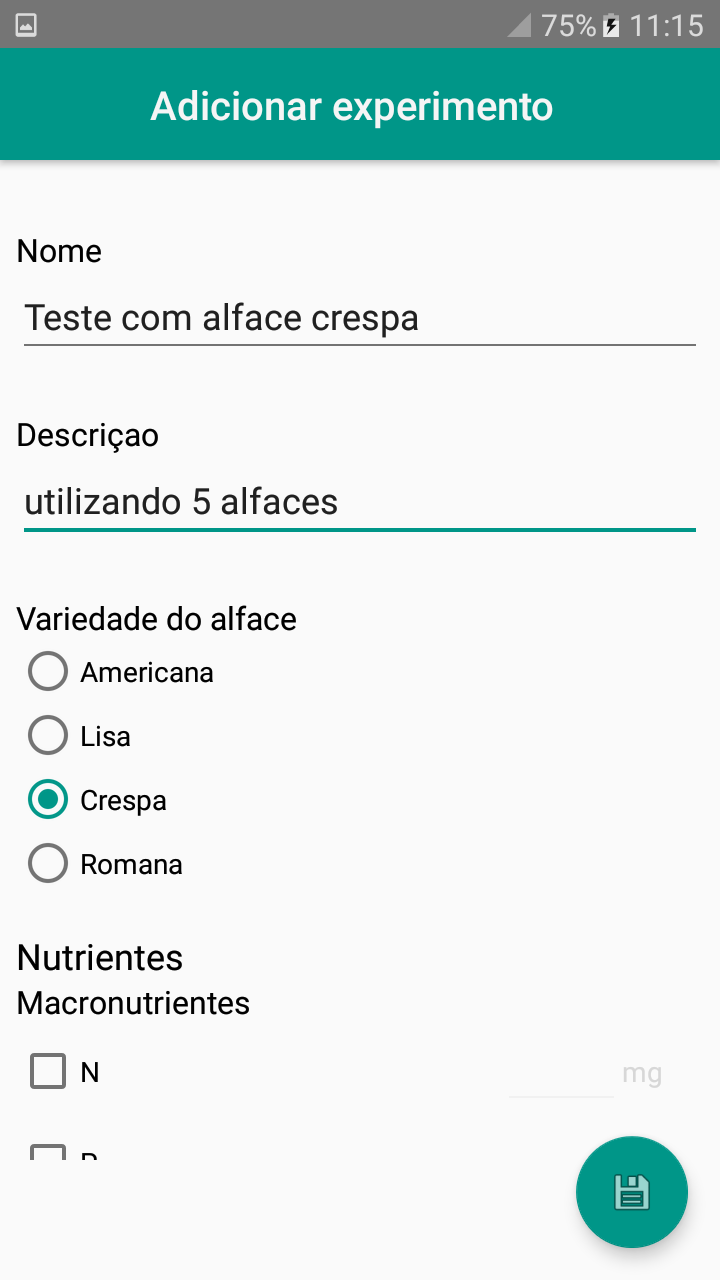 75% 11:15
Adicionar experimento
Nome
Teste com alface crespa
Descriçao
utilizando 5 alfaces
Variedade do alface
Americana
Lisa
Crespa
Romana
Nutrientes
Macronutrientes
N mg